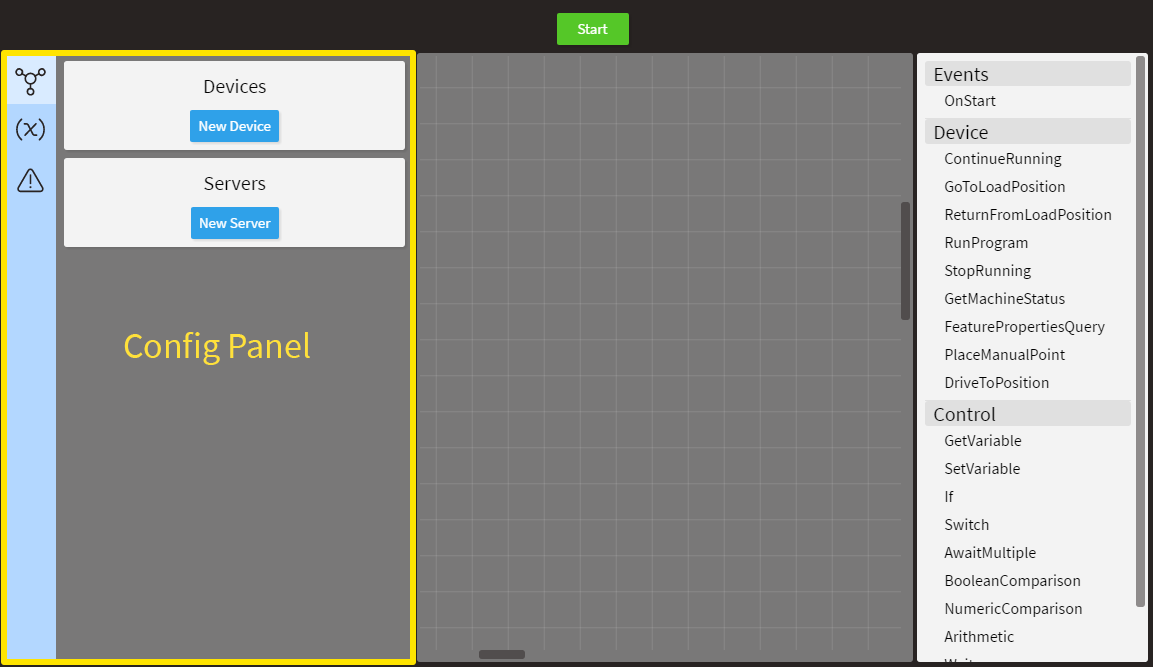 Start
Devices
New Device
Servers
New Server
Config Panel
(x)
Events
OnStart
Device
ContinueRunning
GoToLoadPosition
ReturnFromLoadPosition
RunProgram
StopRunning
GetMachineStatus
FeaturePropertiesQuery
PlaceManualPoint
DriveToPosition
Control
GetVariable
SetVariable
If
Switch
AwaitMultiple
BooleanComparison
NumericComparison
Arithmetic